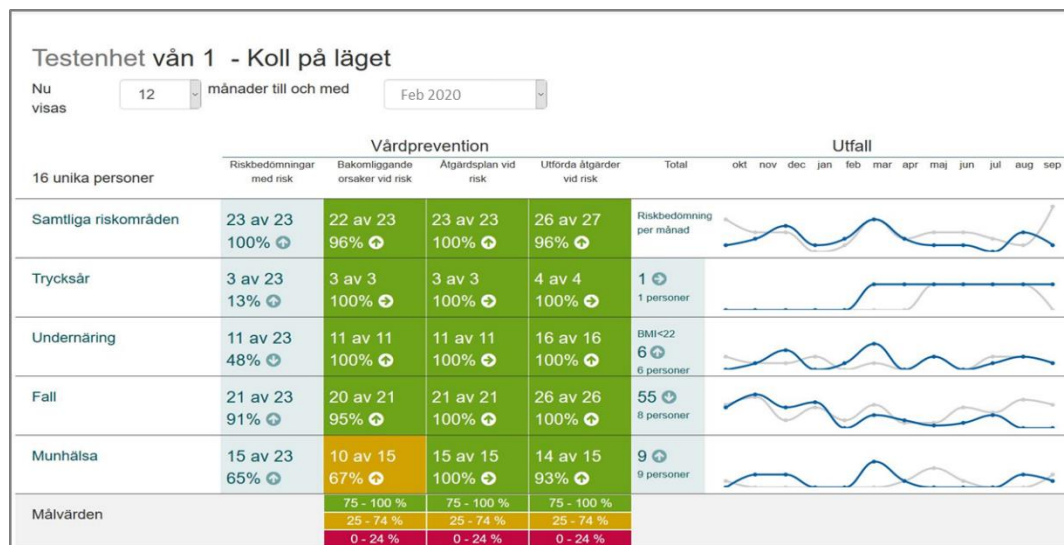 Testenhet vån 1 - Koll på läget
Nu visas 12 månader till och med Feb 2020
Vårdprevention Utfall
16 unika personer Riskbedömningar med risk Bakomliggande orsaker vid risk Åtgärdsplan vid risk Utförda åtgärder vid risk Total okt nov dec jan feb mar apr maj jun jul aug sep
Samtliga riskområden 23 av 23 22 av 23 23 av 23 26 av 27 Riskbedömning per månad
100% 96% 100% 96%
Trycksår 3 av 23 3 av 3 3 av 3 4 av 4 1
13% 100% 100% 100% 1 personer
Undernäring 11 av 23 11 av 11 11 av 11 16 av 16 BMI<22
48% 100% 100% 100% 6
6 personer
Fall 21 av 23 20 av 21 21 av 21 26 av 26 55
91% 95% 100% 100% 8 personer
Munhälsa 15 av 23 10 av 15 15 av 15 14 av 15 9
65% 67% 100% 93% 9 personer
Målvärden 75 - 100 % 75 - 100 % 75 - 100 %
25 - 74 % 25 - 74 % 25 - 74 %
0 - 24 % 0 - 24 % 0 - 24 %